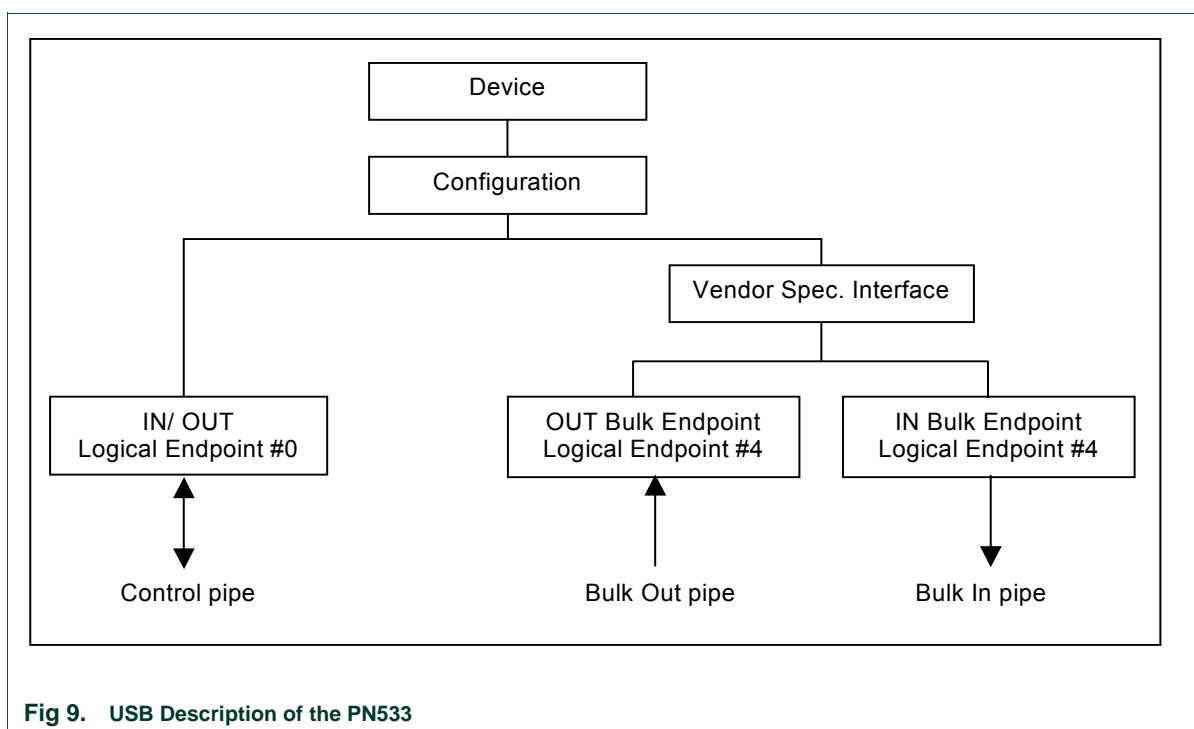 Device
Configuration
Vendor Spec. Interface
IN/ OUT
Logical Endpoint #0
OUT Bulk Endpoint
Logical Endpoint #4
IN Bulk Endpoint
Logical Endpoint #4
Control pipe
Bulk Out pipe
Bulk In pipe
Fig 9. USB Description of the PN533